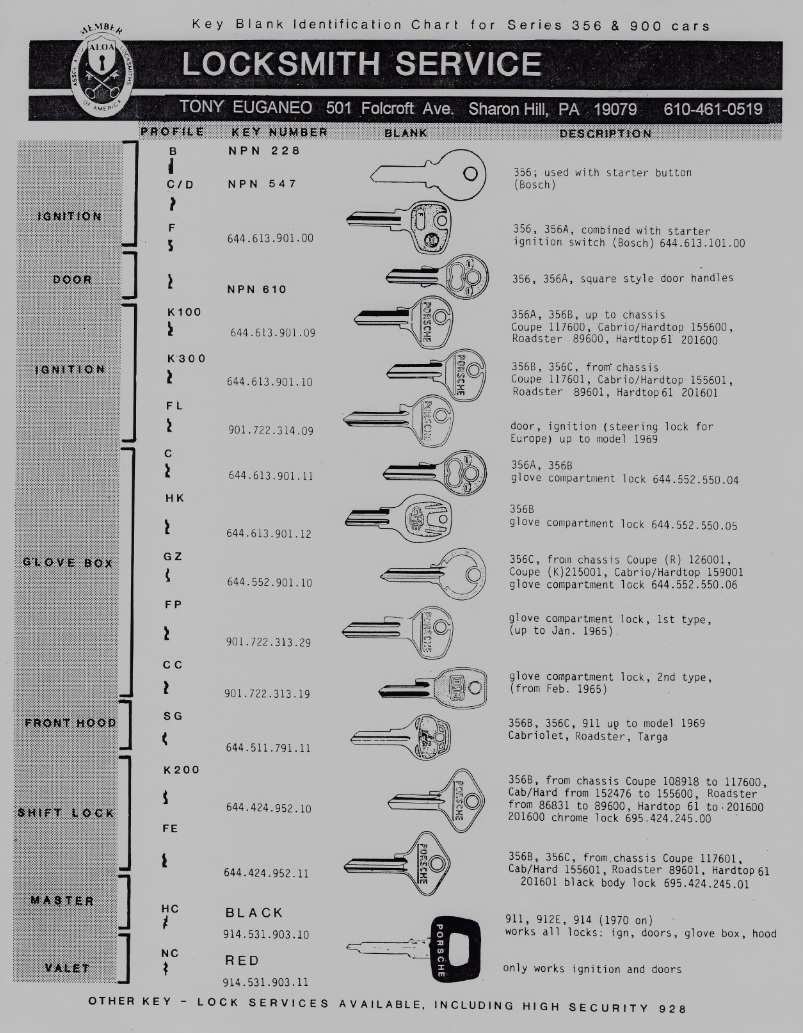 Key Blank Identification Chart for Series 356 & 900 cars
MEMBER
ALOA
ASSOCIATED LOCKSMITHS
OF AMERICA
LOCKSMITH SERVICE
TONY EUGANEO 501 Folcroft Ave. Sharon Hill, PA 19079 610-461-0519
PROFILE KEY NUMBER BLANK DESCRIPTION
IGNITION
B NPN 228
356; used with starter button
(Bosch)
C/D NPN 547
F 644.613.901.00
356, 356A, combined with starter
ignition switch (Bosch) 644.613.101.00
DOOR
NPN 610
356, 356A, square style door handles
IGNITION
K100
644.613.901.09
PORSCHE
356A, 356B, up to chassis
Coupe 117600, Cabrio/Hardtop 155600,
Roadster 89600, Hardtop 61 201600
K300
644.613.901.10
PORSCHE
356B, 356C, from chassis
Coupe 117601, Cabrio/Hardtop 155601,
Roadster 89601, Hardtop 61 201601
FL
901.722.314.09
PORSCHE
door, ignition (steering lock for
Europe) up to model 1969
GLOVE BOX
C
644.613.901.11
356A, 356B
glove compartment lock 644.552.550.04
HK
644.613.901.12
356B
glove compartment lock 644.552.550.05
GZ
644.552.901.10
356C, from chassis Coupe (R) 126001,
Coupe (K)215001, Cabrio/Hardtop 159001
glove compartment lock 644.552.550.06
FP
901.722.313.29
PORSCHE
glove compartment lock, 1st type,
(up to Jan. 1965)
CC
901.722.313.19
glove compartment lock, 2nd type,
(from Feb. 1965)
FRONT HOOD
SG
644.511.791.11
356B, 356C, 911 up to model 1969
Cabriolet, Roadster, Targa
SHIFT LOCK
K200
644.424.952.10
PORSCHE
356B, from chassis Coupe 108918 to 117600,
Cab/Hard from 152476 to 155600, Roadster
from 86831 to 89600, Hardtop 61 to 201600
201600 chrome lock 695.424.245.00
FE
644.424.952.11
PORSCHE
356B, 356C, from chassis Coupe 117601,
Cab/Hard 155601, Roadster 89601, Hardtop 61
201601 black body lock 695.424.245.01
MASTER
HC BLACK
914.531.903.10
PORSCHE
911, 912E, 914 (1970 on)
works all locks: ign, doors, glove box, hood
VALET
NC RED
914.531.903.11
only works ignition and doors
OTHER KEY - LOCK SERVICES AVAILABLE, INCLUDING HIGH SECURITY 928